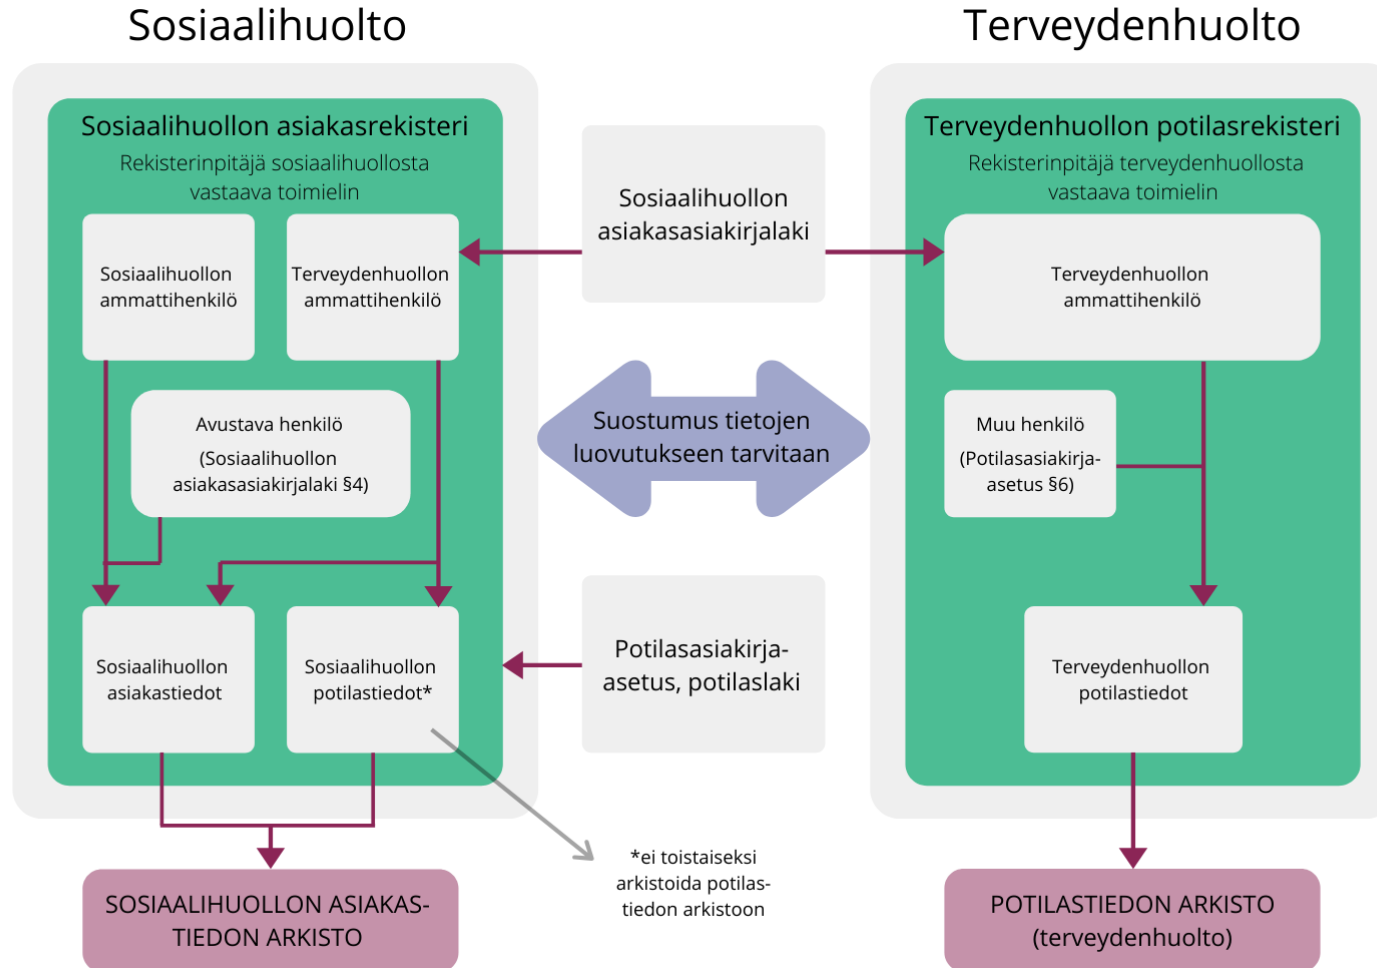 Sosiaalihuolto
Terveydenhuolto
Sosiaalihuollon asiakasrekisteri
Rekisterinpitäjä sosiaalihuollosta
vastaava toimielin
Sosiaalihuollon
ammattihenkilö
Terveydenhuollon
ammattihenkilö
Avustava henkilö
(Sosiaalihuollon
asiakasasiakirjalaki §4)
Sosiaalihuollon
asiakastiedot
Sosiaalihuollon
potilastiedot*
SOSIAALIHUOLLON ASIAKAS-
TIEDON ARKISTO
Sosiaalihuollon
asiakasasiakirjalaki
Suostumus tietojen
luovutukseen tarvitaan
Potilasasiakirja-
asetus, potilaslaki
*ei toistaiseksi
arkistoida potilas-
tiedon arkistoon
Terveydenhuollon potilasrekisteri
Rekisterinpitäjä terveydenhuollosta
vastaava toimielin
Terveydenhuollon
ammattihenkilö
Muu henkilö
(Potilasasiakirja-
asetus §6)
Terveydenhuollon
potilastiedot
POTILASTIEDON ARKISTO
(terveydenhuolto)